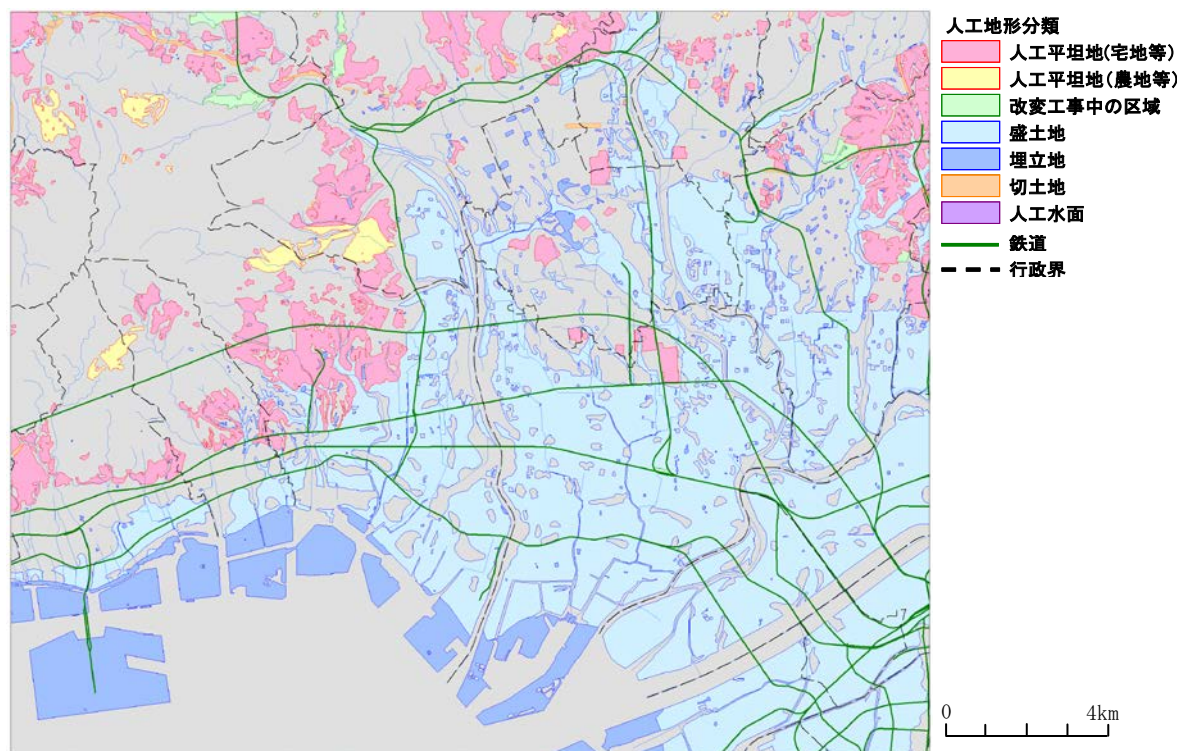 人工地形分類
人工平坦地(宅地等)
人工平坦地(農地等)
改変工事中の区域
盛土地
埋立地
切土地
人工水面
鉄道
行政界
0 4km